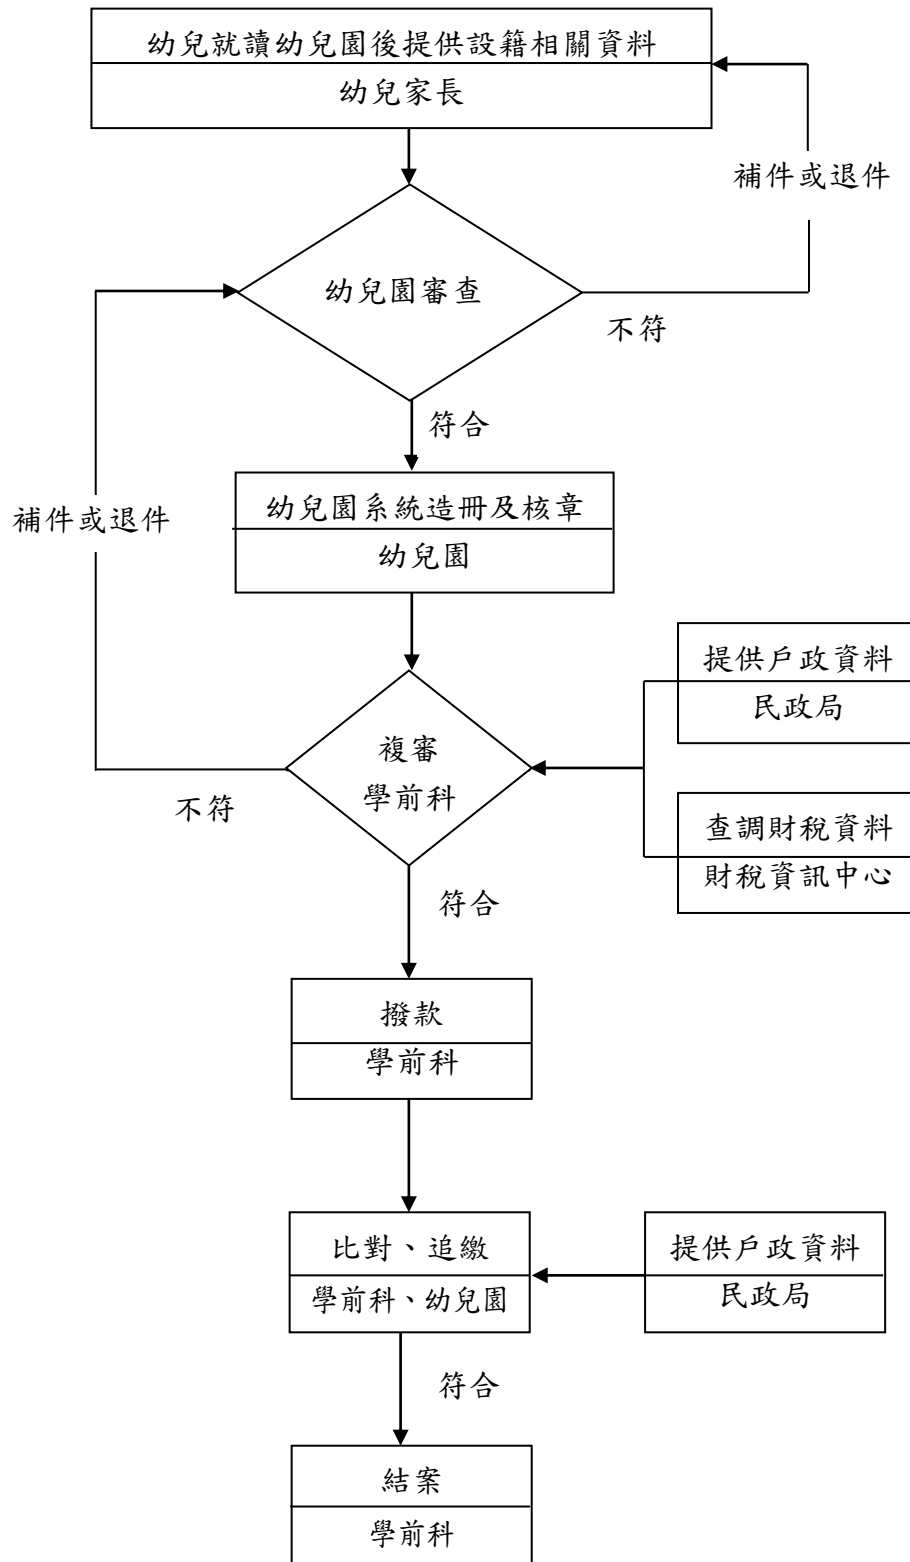 幼兒就讀幼兒園後提供設籍相關資料
幼兒家長
補件或退件
幼兒園審查
不符
符合
幼兒園系統造冊及核章
幼兒園
補件或退件
提供戶政資料
民政局
複審
學前科
不符
查調財稅資料
財稅資訊中心
符合
撥款
學前科
比對、追繳
學前科、幼兒園
提供戶政資料
民政局
符合
結案
學前科